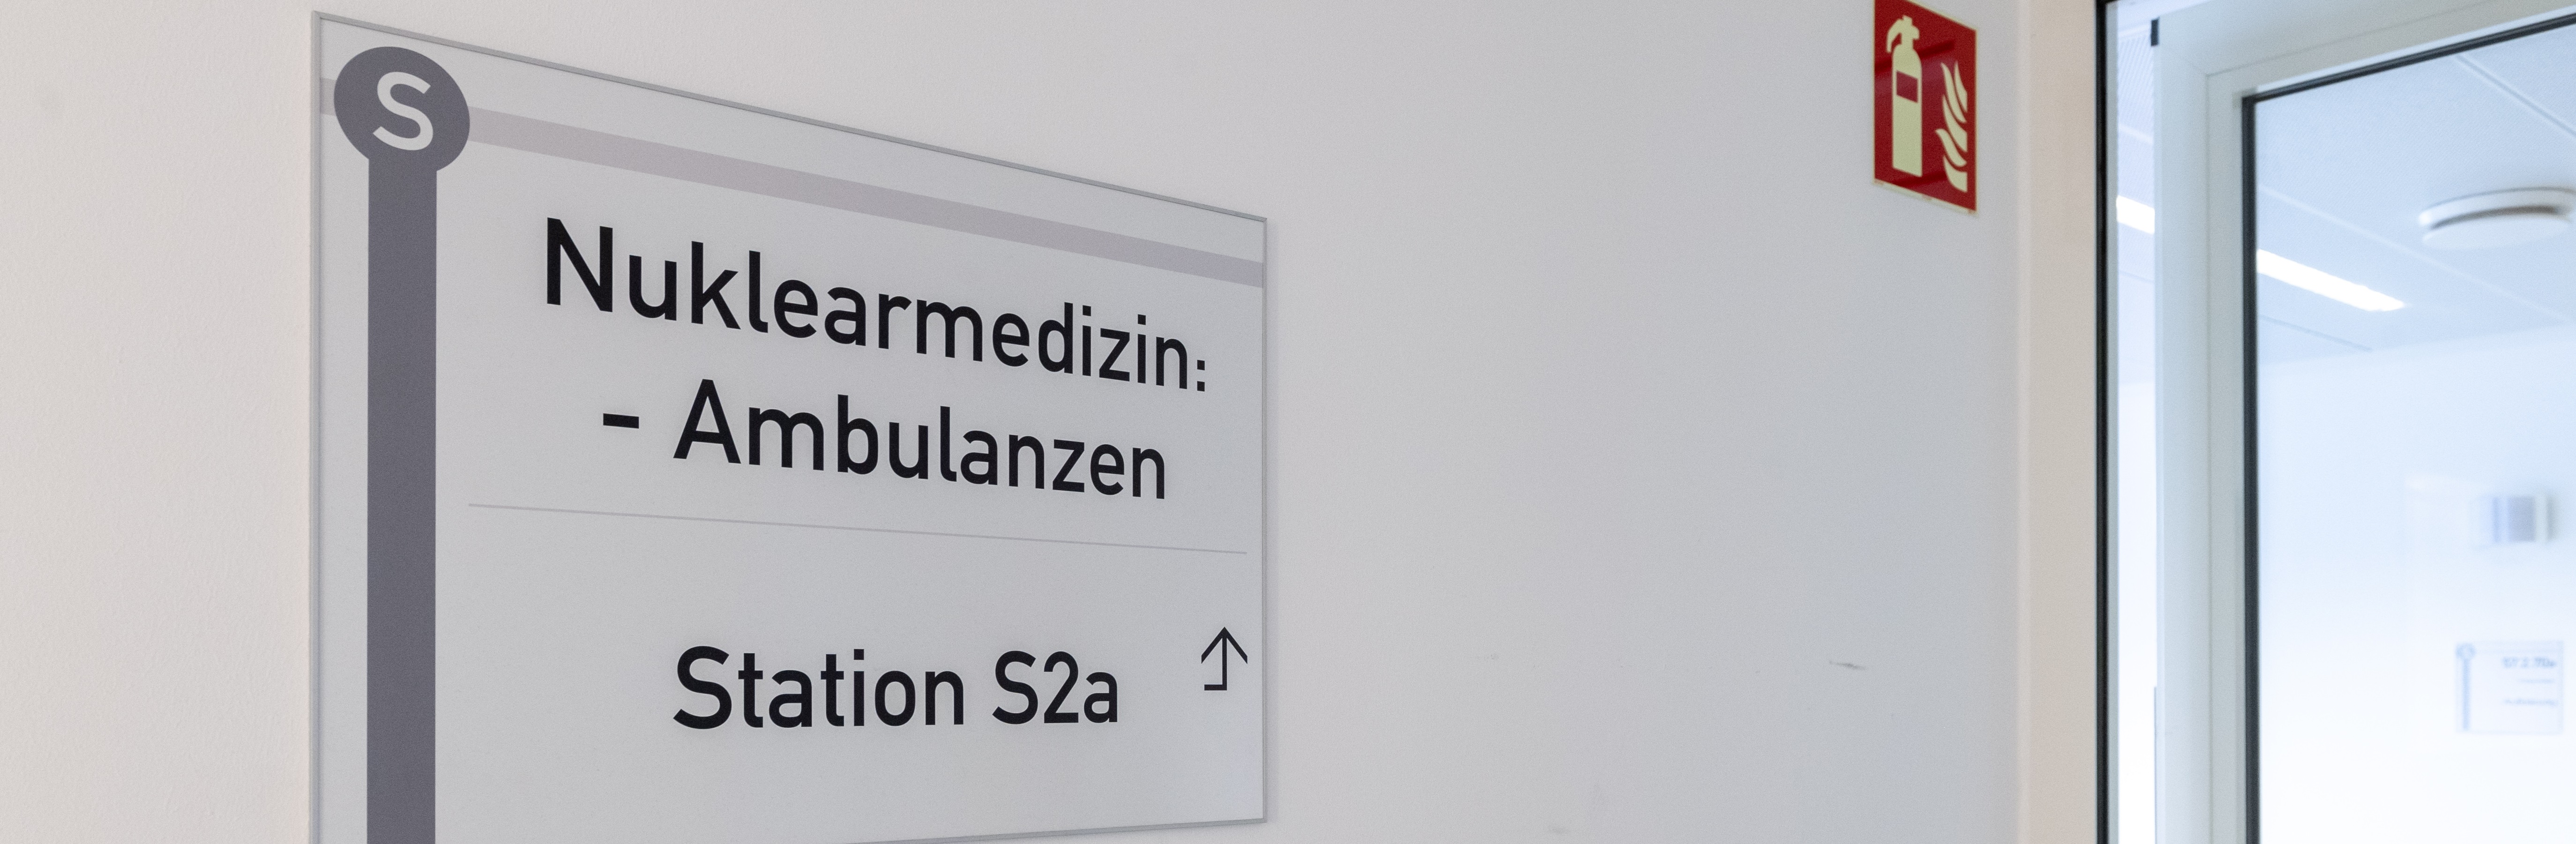 S
Nuklearmedizin:
- Ambulanzen
Station S2a